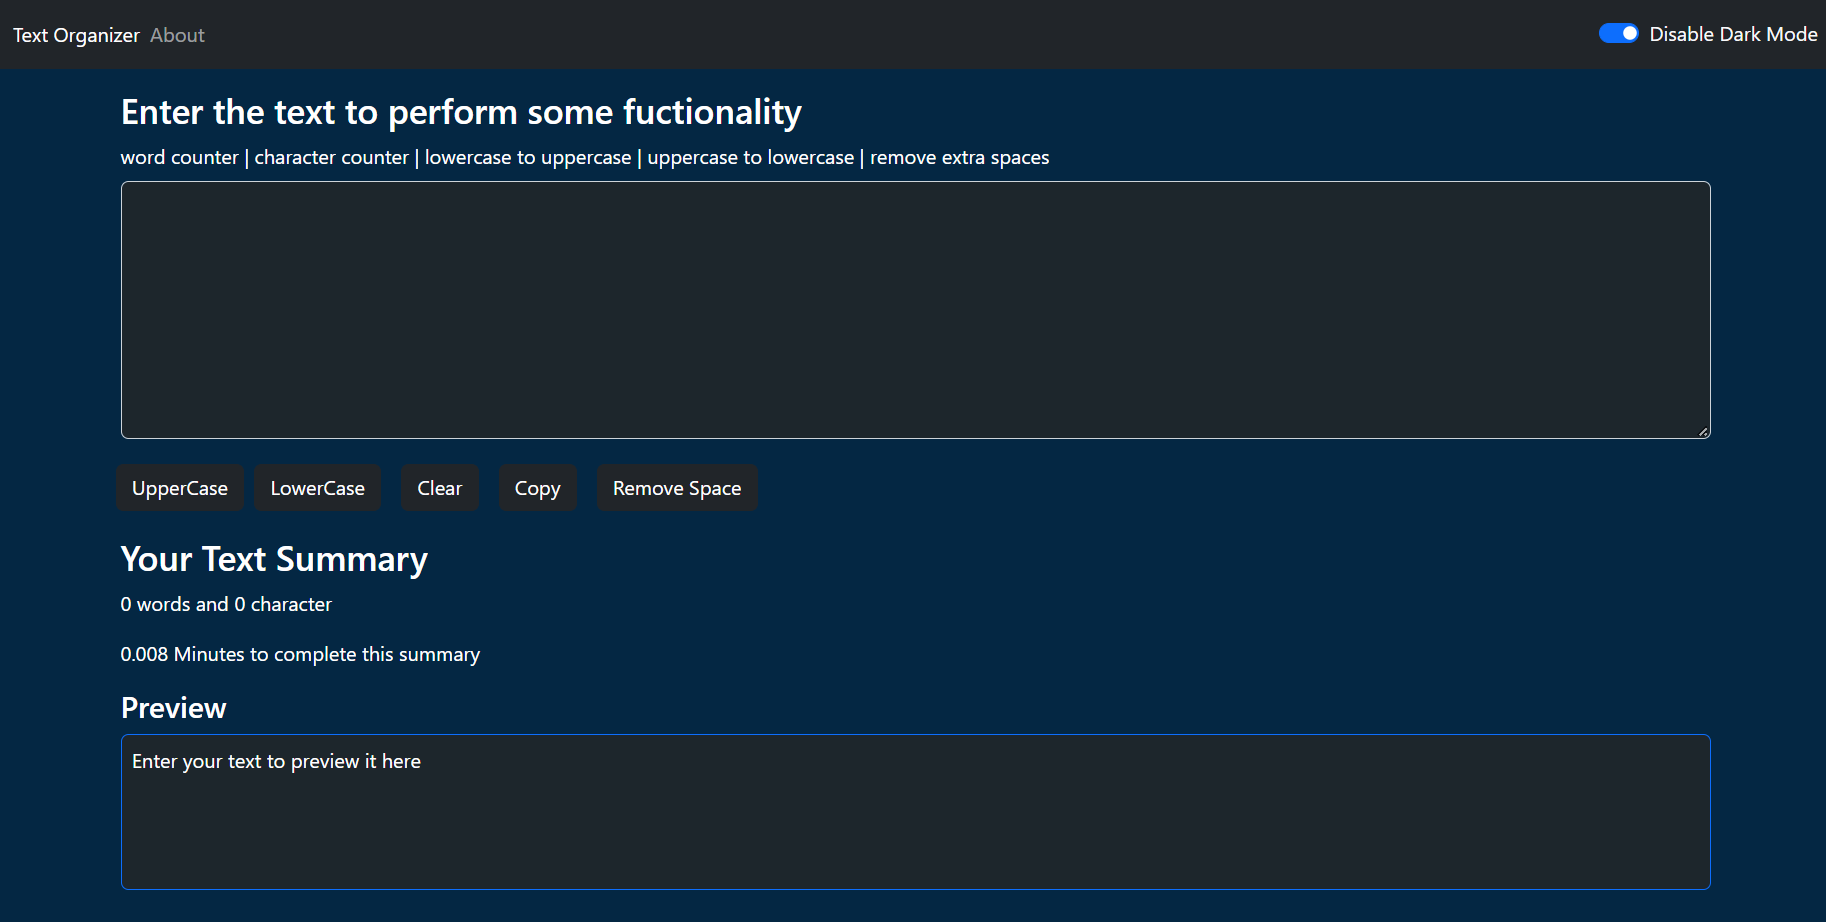 Text Organizer About Disable Dark Mode
Enter the text to perform some fuctionality
word counter | character counter | lowercase to uppercase | uppercase to lowercase | remove extra spaces
UpperCase LowerCase Clear Copy Remove Space
Your Text Summary
0 words and 0 character
0.008 Minutes to complete this summary
Preview
Enter your text to preview it here